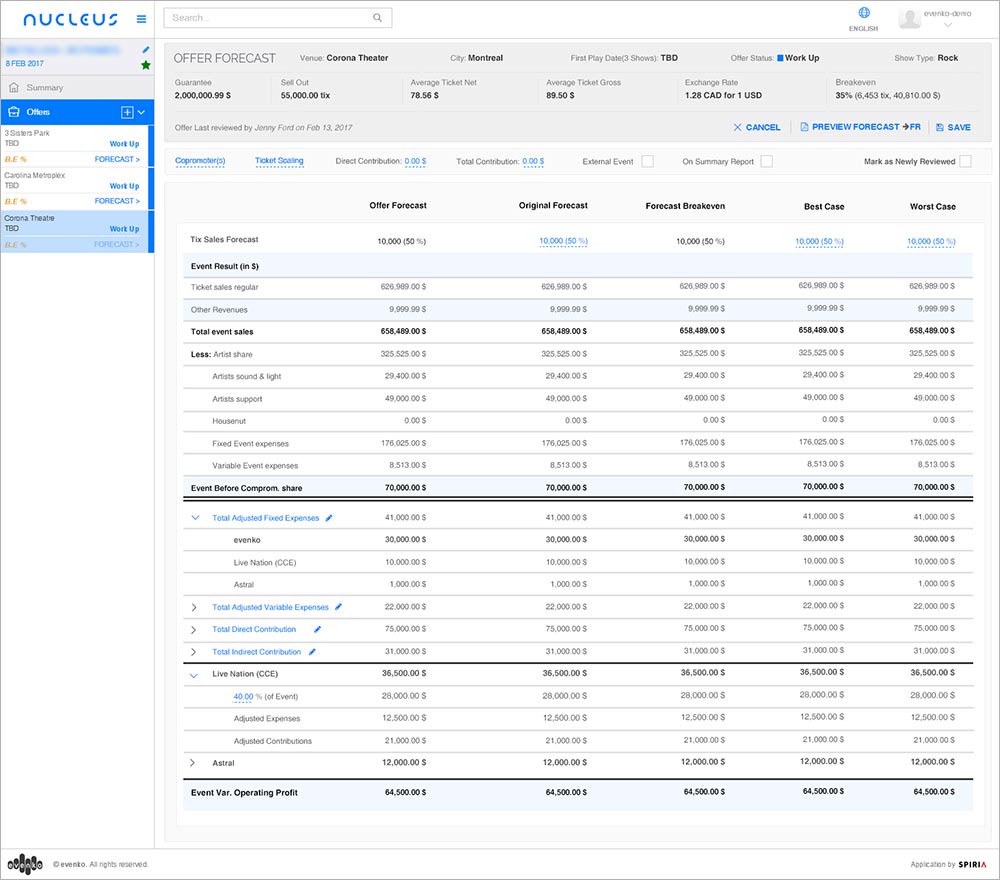 NUCLEUS
Search...
ENGLISH
evenko-demo
8 FEB 2017
Summary
Offers
3 Sisters Park
TBD Work Up
B.E % FORECAST >
Carolina Metroplex
TBD Work Up
B.E % FORECAST >
Corona Theatre
TBD Work Up
B.E % FORECAST >
OFFER FORECAST Venue: Corona Theater City: Montreal First Play Date(3 Shows): TBD Offer Status: Work Up Show Type: Rock
Guarantee Sell Out Average Ticket Net Average Ticket Gross Exchange Rate Breakeven
2,000,000.99 $ 55,000.00 tix 78.56 $ 89.50 $ 1.28 CAD for 1 USD 35% (6,453 tix, 40,810.00 $)
Offer Last reviewed by Jenny Ford on Feb 13, 2017 CANCEL PREVIEW FORECAST FR SAVE
Copromoter(s) Ticket Scaling Direct Contribution: 0.00 $ Total Contribution: 0.00 $ External Event On Summary Report Mark as Newly Reviewed
Offer Forecast Original Forecast Forecast Breakeven Best Case Worst Case
Tix Sales Forecast 10,000 (50 %) 10,000 (50 %) 10,000 (50 %) 10,000 (50 %) 10,000 (50 %)
Event Result (in $)
Ticket sales regular 626,989.00 $ 626,989.00 $ 626,989.00 $ 626,989.00 $ 626,989.00 $
Other Revenues 9,999.99 $ 9,999.99 $ 9,999.99 $ 9,999.99 $ 9,999.99 $
Total event sales 658,489.00 $ 658,489.00 $ 658,489.00 $ 658,489.00 $ 658,489.00 $
Less: Artist share 325,525.00 $ 325,525.00 $ 325,525.00 $ 325,525.00 $ 325,525.00 $
Artists sound & light 29,400.00 $ 29,400.00 $ 29,400.00 $ 29,400.00 $ 29,400.00 $
Artists support 49,000.00 $ 49,000.00 $ 49,000.00 $ 49,000.00 $ 49,000.00 $
Housenut 0.00 $ 0.00 $ 0.00 $ 0.00 $ 0.00 $
Fixed Event expenses 176,025.00 $ 176,025.00 $ 176,025.00 $ 176,025.00 $ 176,025.00 $
Variable Event expenses 8,513.00 $ 8,513.00 $ 8,513.00 $ 8,513.00 $ 8,513.00 $
Event Before Comprom. share 70,000.00 $ 70,000.00 $ 70,000.00 $ 70,000.00 $ 70,000.00 $
Total Adjusted Fixed Expenses 41,000.00 $ 41,000.00 $ 41,000.00 $ 41,000.00 $ 41,000.00 $
evenko 30,000.00 $ 30,000.00 $ 30,000.00 $ 30,000.00 $ 30,000.00 $
Live Nation (CCE) 10,000.00 $ 10,000.00 $ 10,000.00 $ 10,000.00 $ 10,000.00 $
Astral 1,000.00 $ 1,000.00 $ 1,000.00 $ 1,000.00 $ 1,000.00 $
Total Adjusted Variable Expenses 22,000.00 $ 22,000.00 $ 22,000.00 $ 22,000.00 $ 22,000.00 $
Total Direct Contribution 75,000.00 $ 75,000.00 $ 75,000.00 $ 75,000.00 $ 75,000.00 $
Total Indirect Contribution 31,000.00 $ 31,000.00 $ 31,000.00 $ 31,000.00 $ 31,000.00 $
Live Nation (CCE) 36,500.00 $ 36,500.00 $ 36,500.00 $ 36,500.00 $ 36,500.00 $
40.00 % (of Event) 28,000.00 $ 28,000.00 $ 28,000.00 $ 28,000.00 $ 28,000.00 $
Adjusted Expenses 12,500.00 $ 12,500.00 $ 12,500.00 $ 12,500.00 $ 12,500.00 $
Adjusted Contributions 21,000.00 $ 21,000.00 $ 21,000.00 $ 21,000.00 $ 21,000.00 $
Astral 12,000.00 $ 12,000.00 $ 12,000.00 $ 12,000.00 $ 12,000.00 $
Event Var. Operating Profit 64,500.00 $ 64,500.00 $ 64,500.00 $ 64,500.00 $ 64,500.00 $
evenko © evenko. All rights reserved. Application by SPIRIA